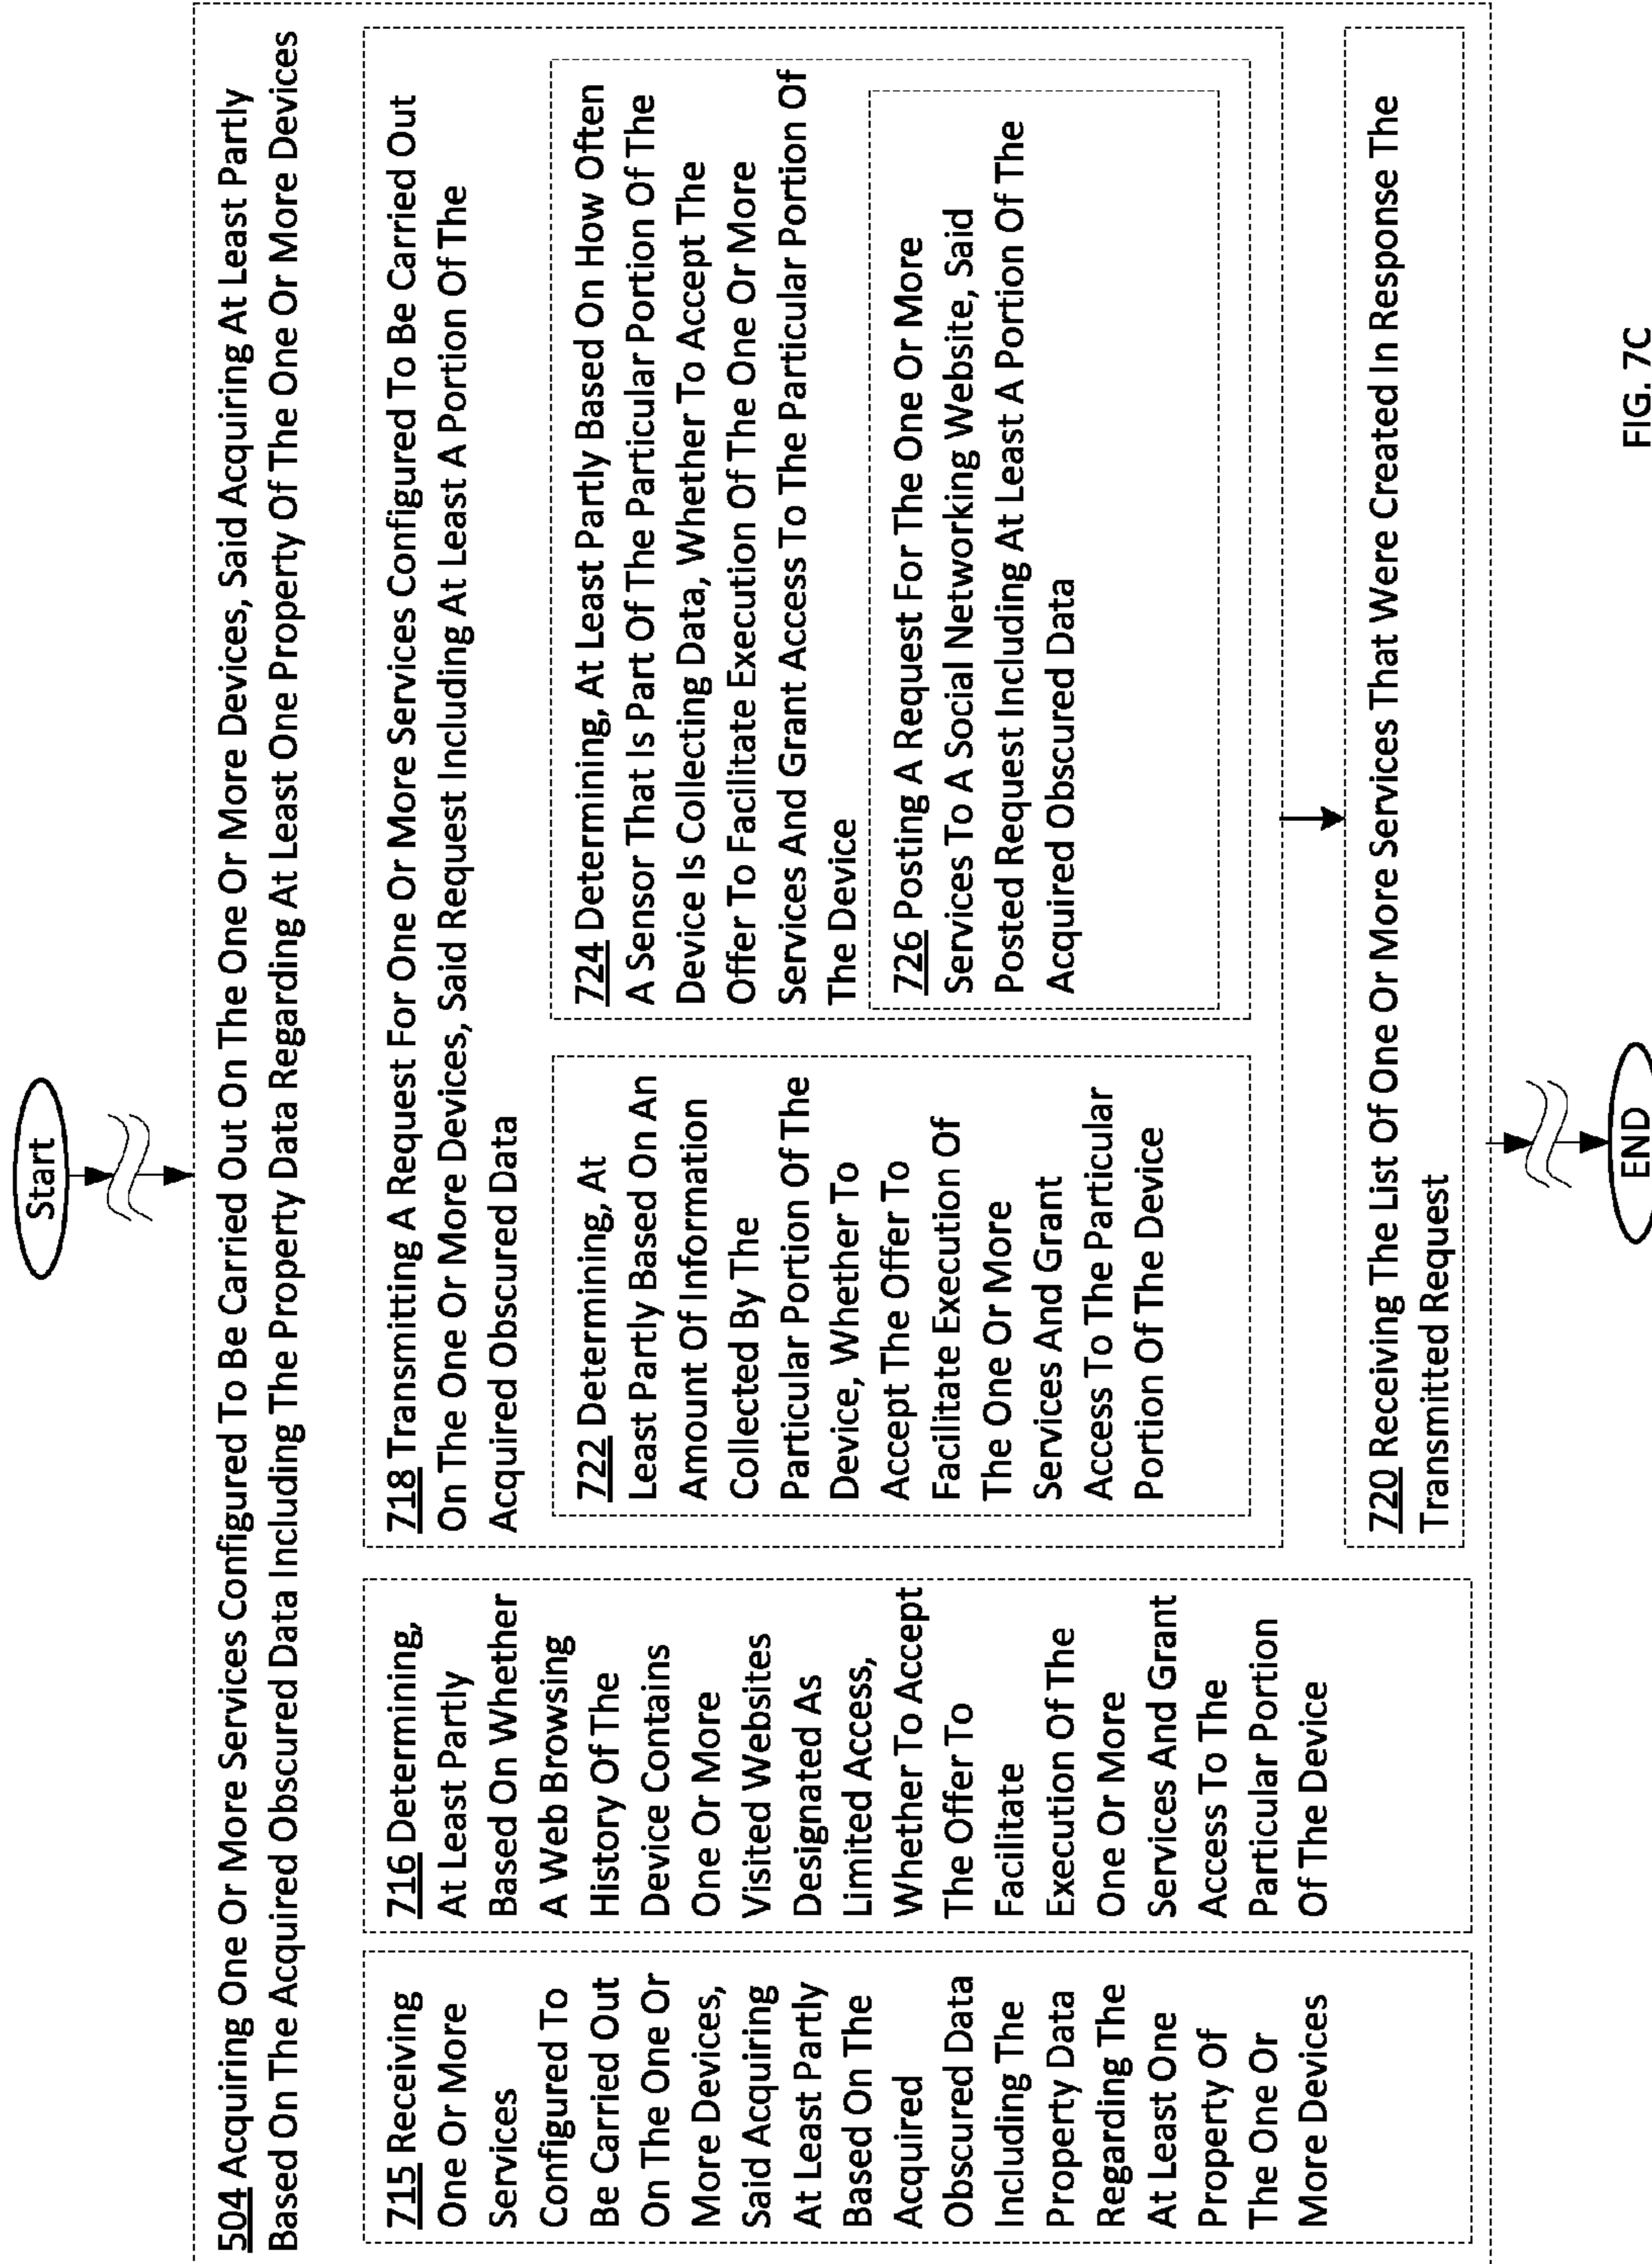 Start
504 Acquiring One Or More Services Configured To Be Carried Out On The One Or More Devices, Said Acquiring At Least Partly
Based On The Acquired Obscured Data Including The Property Data Regarding At Least One Property Of The One Or More Devices
715 Receiving
One Or More
Services
Configured To
Be Carried Out
On The One Or
More Devices,
Said Acquiring
At Least Partly
Based On The
Acquired
Obscured Data
Including The
Property Data
Regarding The
At Least One
Property Of
The One Or
More Devices
716 Determining,
At Least Partly
Based On Whether
A Web Browsing
History Of The
Device Contains
One Or More
Visited Websites
Designated As
Limited Access,
Whether To Accept
The Offer To
Facilitate
Execution Of The
One Or More
Services And Grant
Access To The
Particular Portion
Of The Device
718 Transmitting A Request For One Or More Services Configured To Be Carried Out
On The One Or More Devices, Said Request Including At Least A Portion Of The
Acquired Obscured Data
722 Determining, At
Least Partly Based On An
Amount Of Information
Collected By The
Particular Portion Of The
Device, Whether To
Accept The Offer To
Facilitate Execution Of
The One Or More
Services And Grant
Access To The Particular
Portion Of The Device
724 Determining, At Least Partly Based On How Often
A Sensor That Is Part Of The Particular Portion Of The
Device Is Collecting Data, Whether To Accept The
Offer To Facilitate Execution Of The One Or More
Services And Grant Access To The Particular Portion Of
The Device
726 Posting A Request For The One Or More
Services To A Social Networking Website, Said
Posted Request Including At Least A Portion Of The
Acquired Obscured Data
720 Receiving The List Of One Or More Services That Were Created In Response The
Transmitted Request
END
FIG. 7C